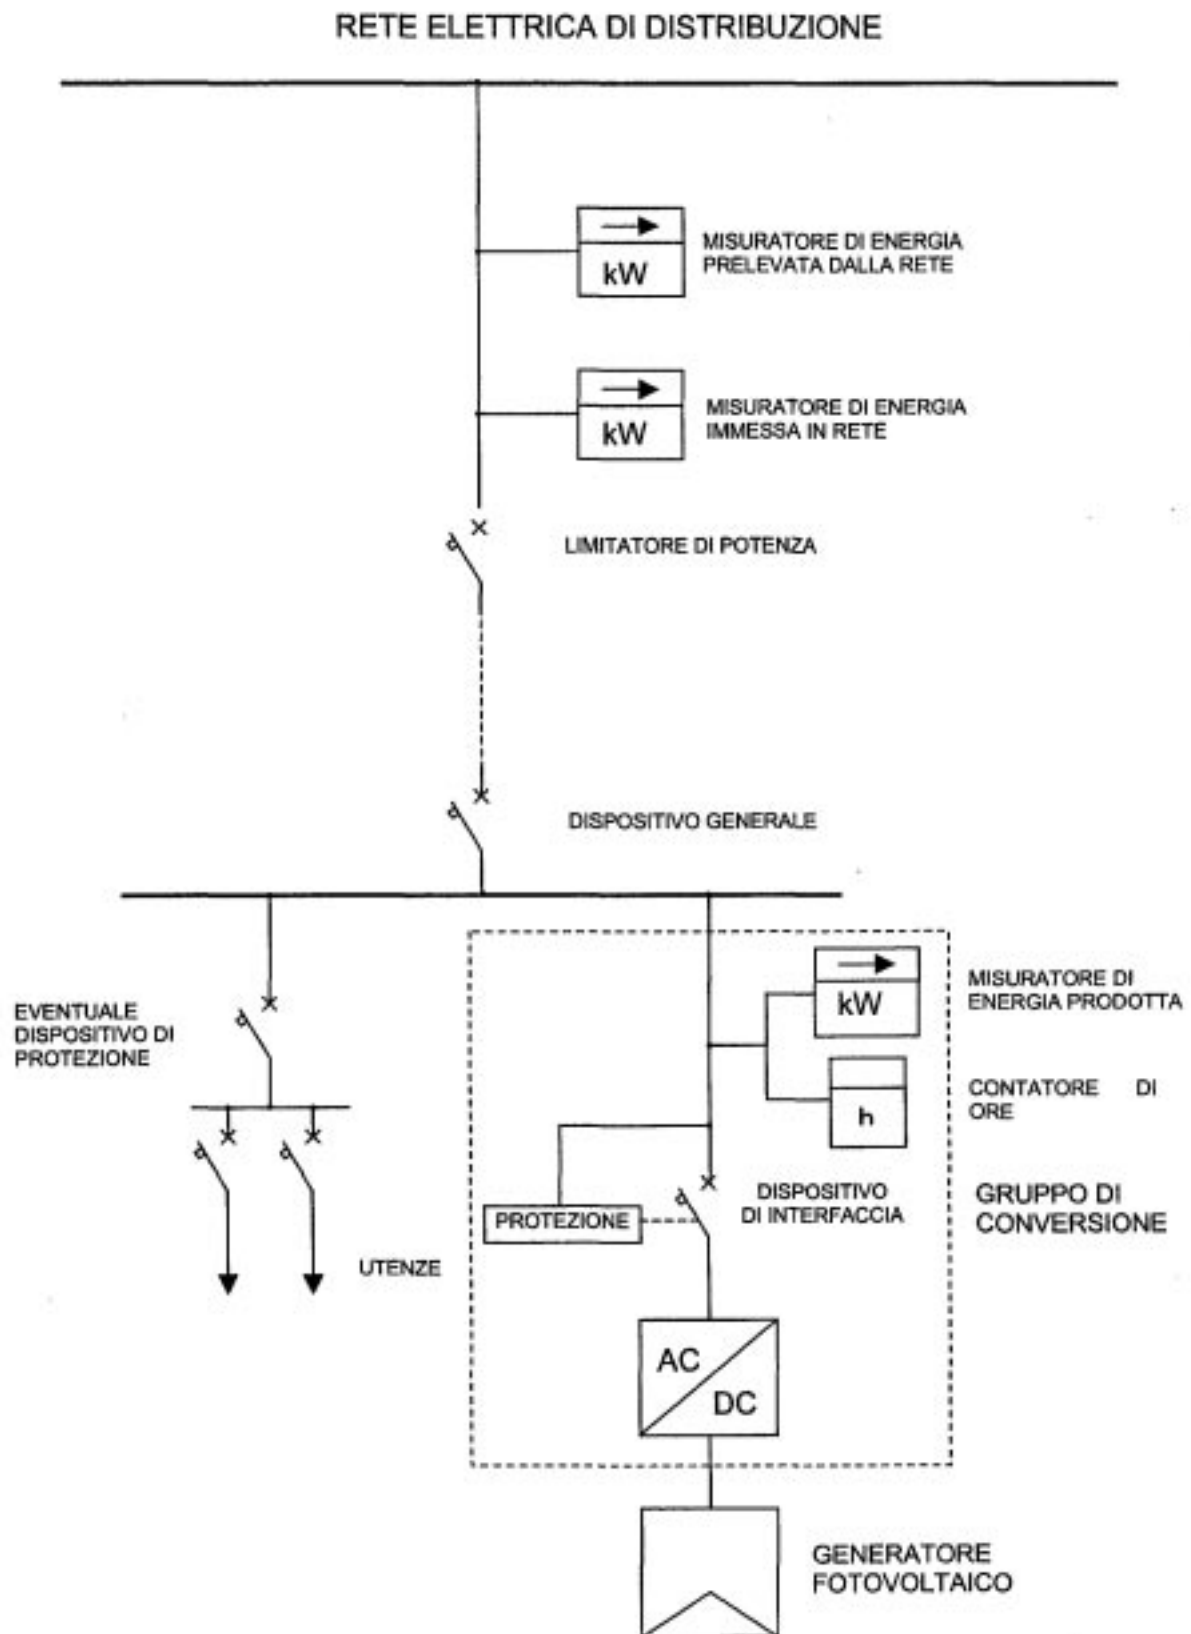 RETE ELETTRICA DI DISTRIBUZIONE
kW
MISURATORE DI ENERGIA
PRELEVATA DALLA RETE
kW
MISURATORE DI ENERGIA
IMMESSA IN RETE
LIMITATORE DI POTENZA
DISPOSITIVO GENERALE
EVENTUALE
DISPOSITIVO DI
PROTEZIONE
UTENZE
kW
MISURATORE DI
ENERGIA PRODOTTA
h
CONTATORE DI
ORE
PROTEZIONE
DISPOSITIVO
DI INTERFACCIA
GRUPPO DI
CONVERSIONE
AC
DC
GENERATORE
FOTOVOLTAICO